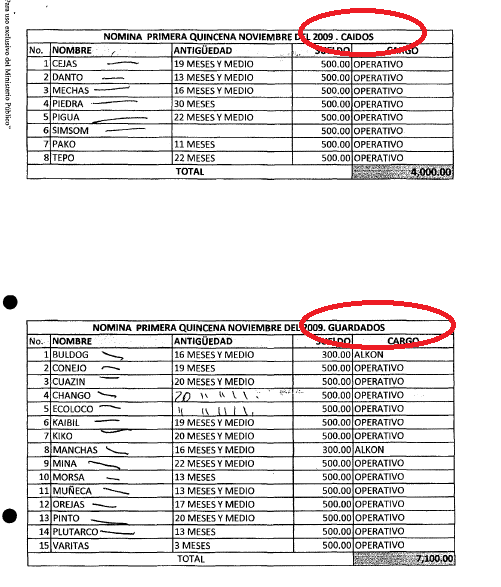 "Para uso exclusivo del Ministerio Público"
NOMINA PRIMERA QUINCENA NOVIEMBRE DEL 2009 . CAIDOS
No. NOMBRE ANTIGÜEDAD SUELDO CARGO
1 CEJAS 19 MESES Y MEDIO 500.00 OPERATIVO
2 DANTO 13 MESES Y MEDIO 500.00 OPERATIVO
3 MECHAS 16 MESES Y MEDIO 500.00 OPERATIVO
4 PIEDRA 30 MESES 500.00 OPERATIVO
5 PIGUA 22 MESES Y MEDIO 500.00 OPERATIVO
6 SIMSOM 500.00 OPERATIVO
7 PAKO 11 MESES 500.00 OPERATIVO
8 TEPO 22 MESES 500.00 OPERATIVO
TOTAL 4,000.00
NOMINA PRIMERA QUINCENA NOVIEMBRE DEL 2009. GUARDADOS
No. NOMBRE ANTIGÜEDAD SUELDO CARGO
1 BULDOG 16 MESES Y MEDIO 300.00 ALKON
2 CONEJO 19 MESES 500.00 OPERATIVO
3 CUAZIN 20 MESES Y MEDIO 500.00 OPERATIVO
4 CHANGO 20 " " 500.00 OPERATIVO
5 ECOLOCO " " 500.00 OPERATIVO
6 KAIBIL 19 MESES Y MEDIO 500.00 OPERATIVO
7 KIKO 20 MESES Y MEDIO 500.00 OPERATIVO
8 MANCHAS 16 MESES Y MEDIO 300.00 ALKON
9 MINA 22 MESES Y MEDIO 500.00 OPERATIVO
10 MORSA 13 MESES 500.00 OPERATIVO
11 MUÑECA 13 MESES Y MEDIO 500.00 OPERATIVO
12 OREJAS 17 MESES Y MEDIO 500.00 OPERATIVO
13 PINTO 20 MESES Y MEDIO 500.00 OPERATIVO
14 PLUTARCO 13 MESES 500.00 OPERATIVO
15 VARITAS 3 MESES 500.00 OPERATIVO
TOTAL 7,100.00